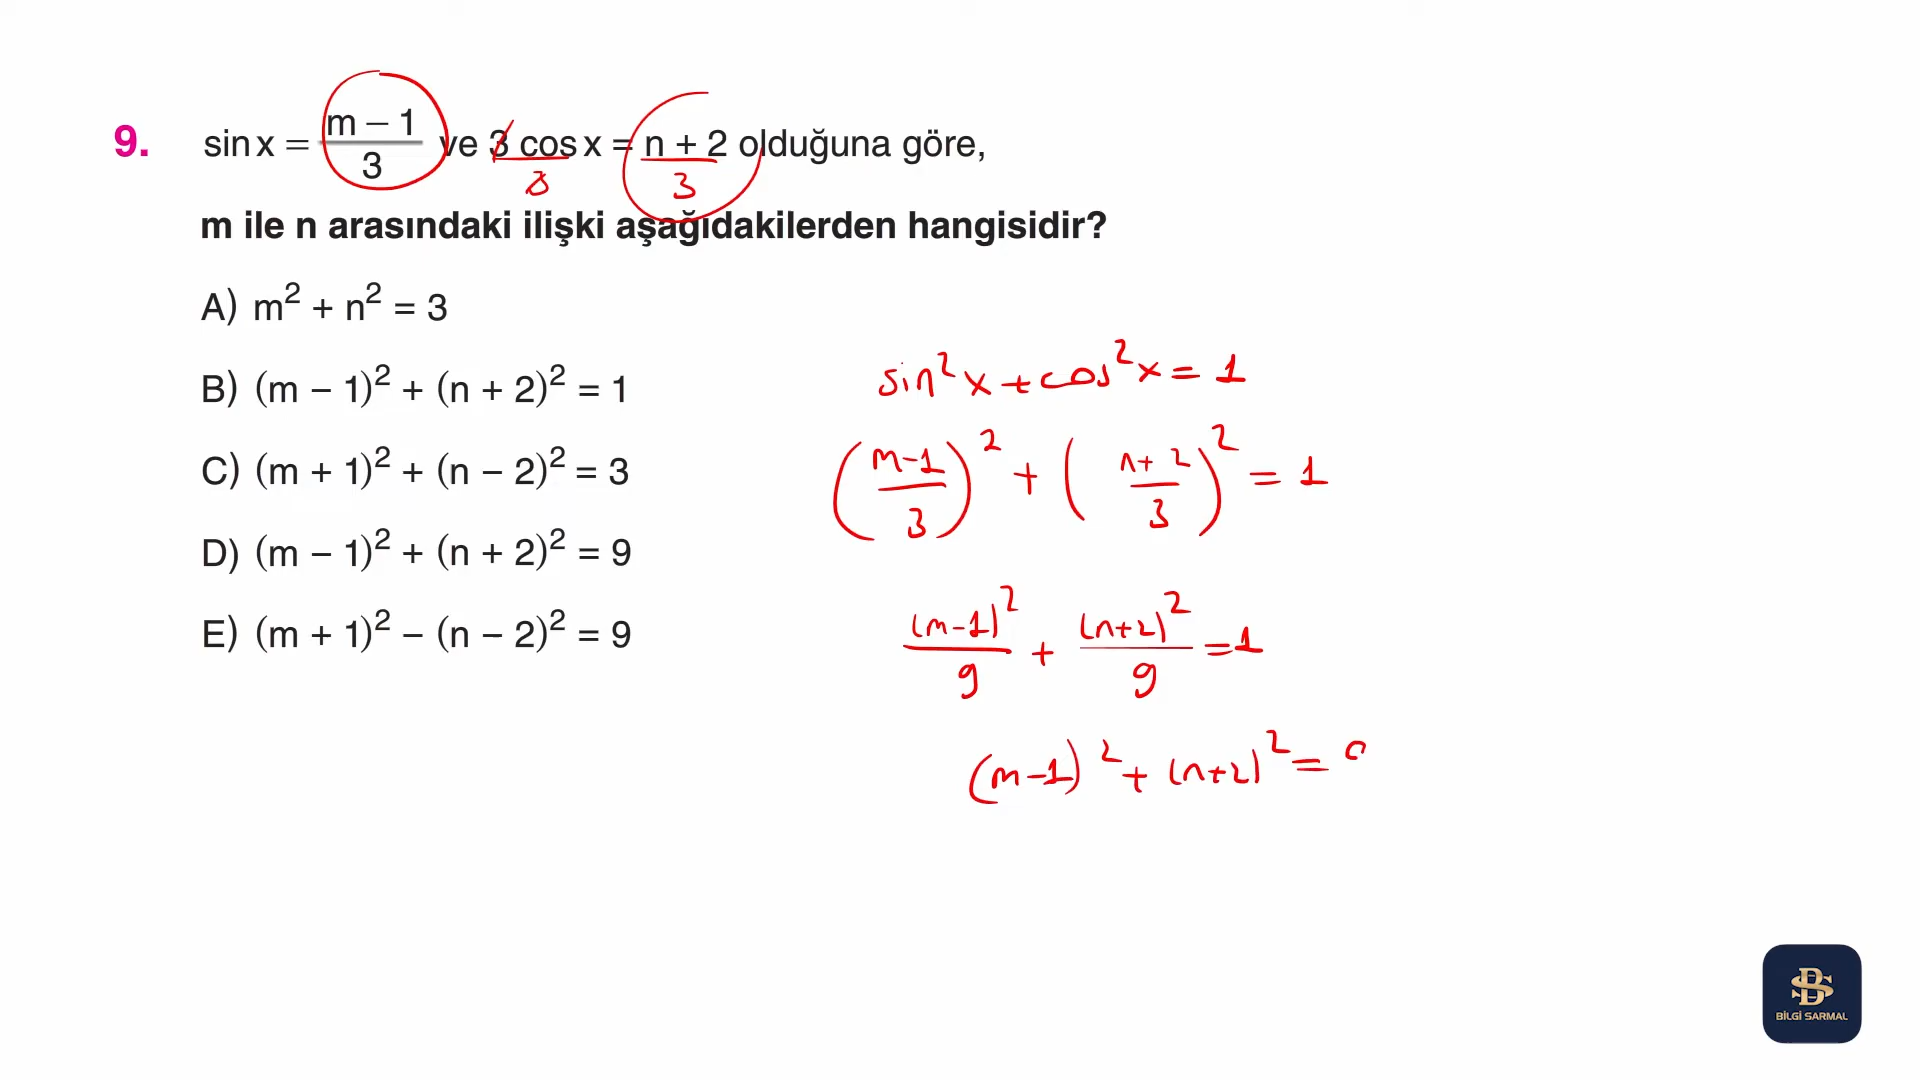 9. sin x = (m − 1)/3 ve 3 cos x = n + 2 olduğuna göre,
3 3
m ile n arasındaki ilişki aşağıdakilerden hangisidir?
A) m² + n² = 3
B) (m − 1)² + (n + 2)² = 1
C) (m + 1)² + (n − 2)² = 3
D) (m − 1)² + (n + 2)² = 9
E) (m + 1)² − (n − 2)² = 9
sin²x + cos²x = 1
((m-1)/3)² + ((n+2)/3)² = 1
(m-1)²/9 + (n+2)²/9 = 1
(m-1)² + (n+2)² =
BİLGİ SARMAL